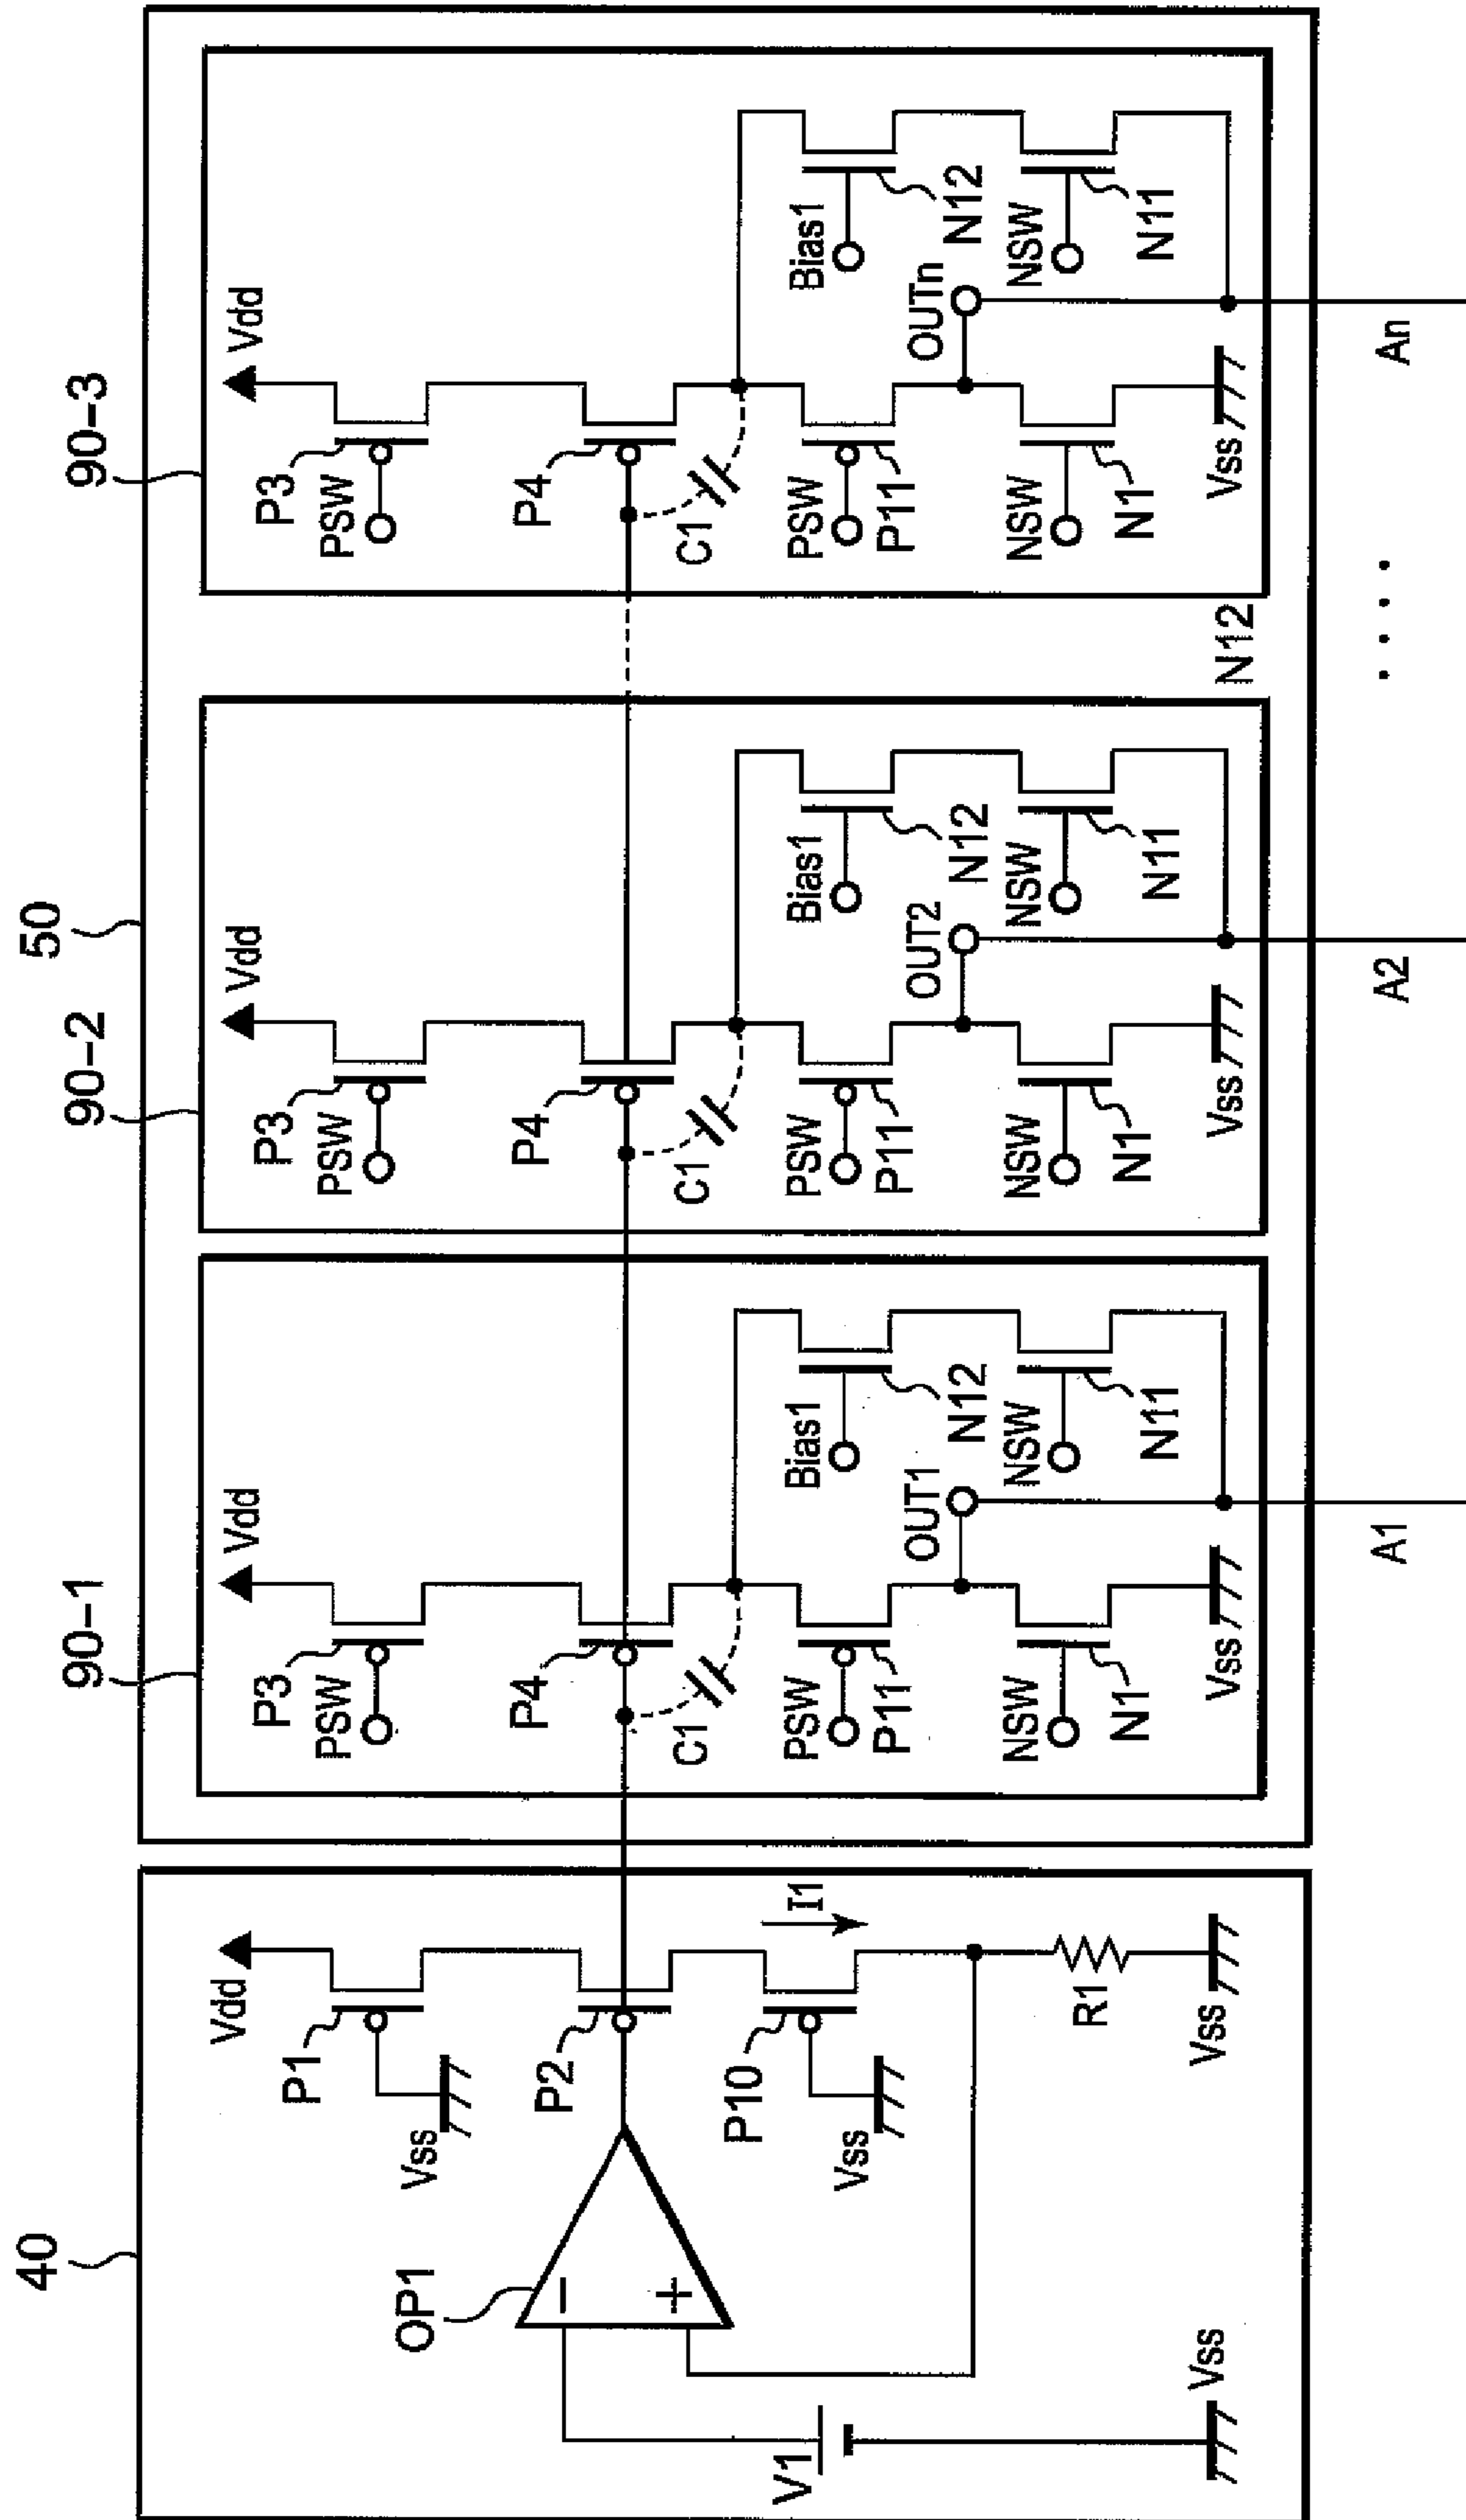 40
50
90-1
90-2
90-3
Vdd
P1
Vss
OP1
−
+
P2
P10
Vss
I1
R1
Vss
V1
Vss
Vdd
P3
PSW
P4
C1
PSW
P11
NSW
N1
Vss
OUT1
Bias1
N12
NSW
N11
A1
Vdd
P3
PSW
P4
C1
PSW
P11
NSW
N1
Vss
OUT2
Bias1
N12
NSW
N11
A2
N12
Vdd
P3
PSW
P4
C1
PSW
P11
NSW
N1
Vss
OUTn
Bias1
N12
NSW
N11
An
. . . .